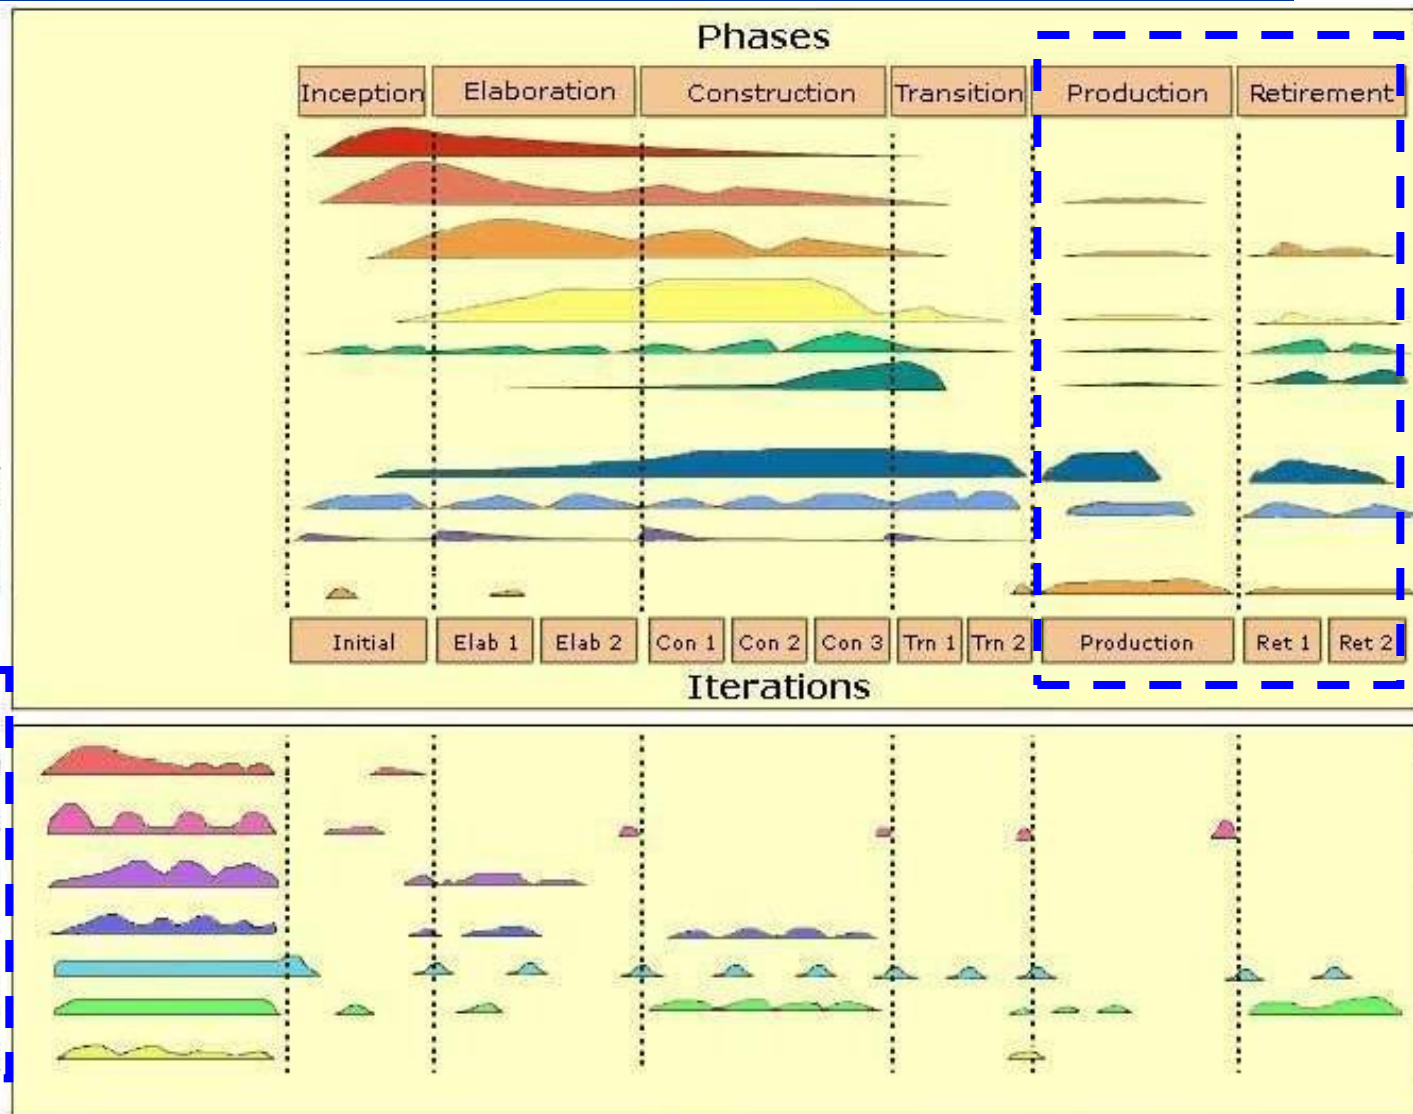 Phases
Inception Elaboration Construction Transition Production Retirement
Initial Elab 1 Elab 2 Con 1 Con 2 Con 3 Trn 1 Trn 2 Production Ret 1 Ret 2
Iterations